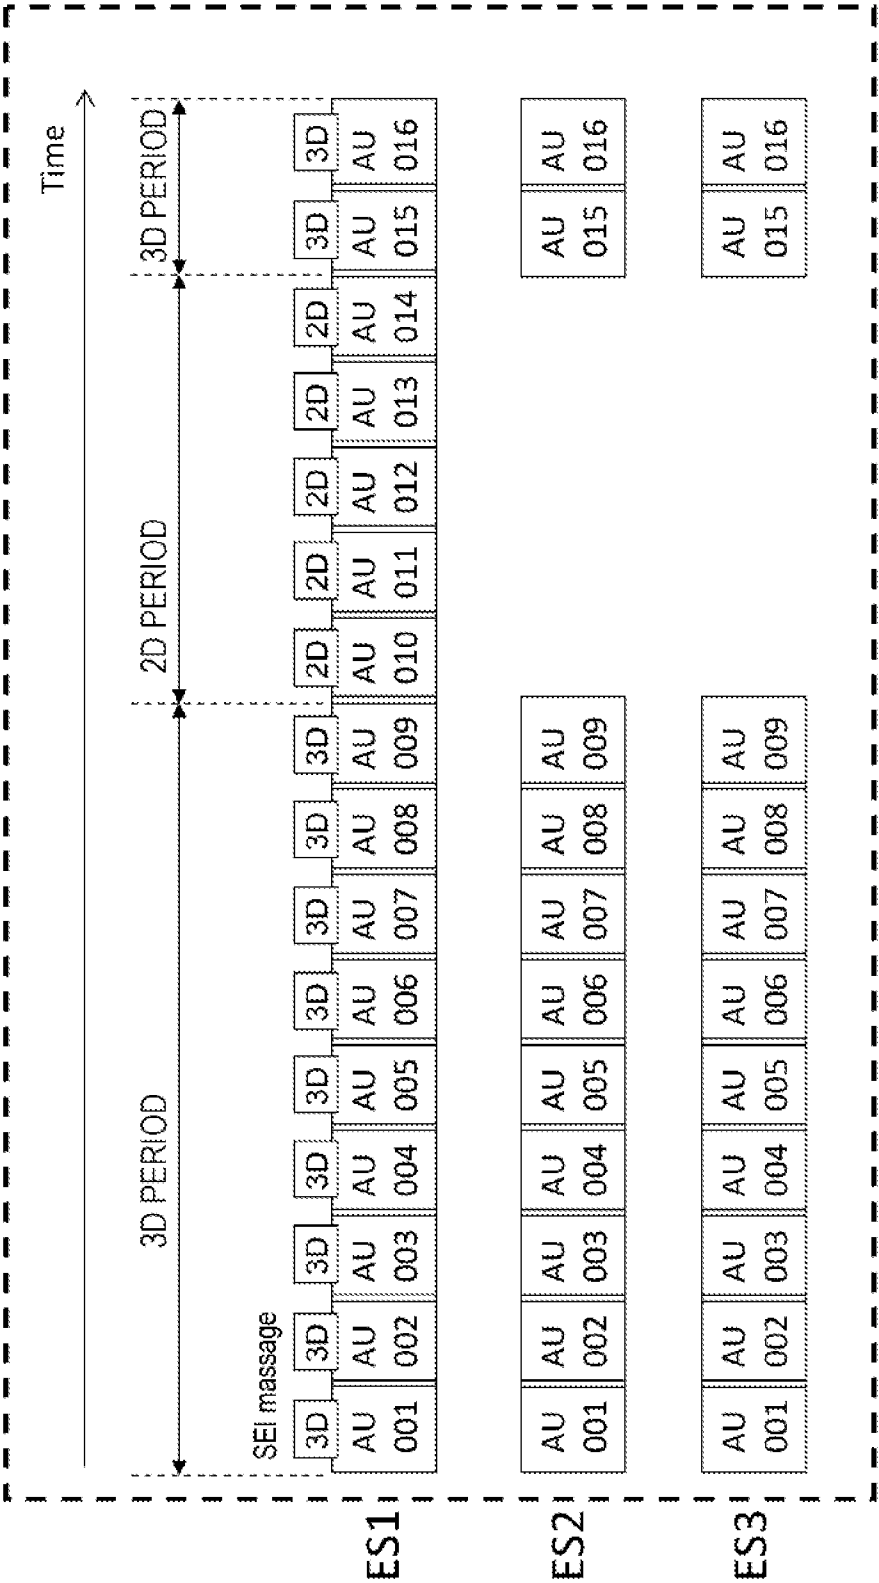 Time
3D PERIOD
2D PERIOD
3D PERIOD
SEI massage
3D
3D
3D
3D
3D
3D
3D
3D
3D
2D
2D
2D
2D
2D
3D
3D
ES1
AU
001
AU
002
AU
003
AU
004
AU
005
AU
006
AU
007
AU
008
AU
009
AU
010
AU
011
AU
012
AU
013
AU
014
AU
015
AU
016
ES2
AU
001
AU
002
AU
003
AU
004
AU
005
AU
006
AU
007
AU
008
AU
009
AU
015
AU
016
ES3
AU
001
AU
002
AU
003
AU
004
AU
005
AU
006
AU
007
AU
008
AU
009
AU
015
AU
016